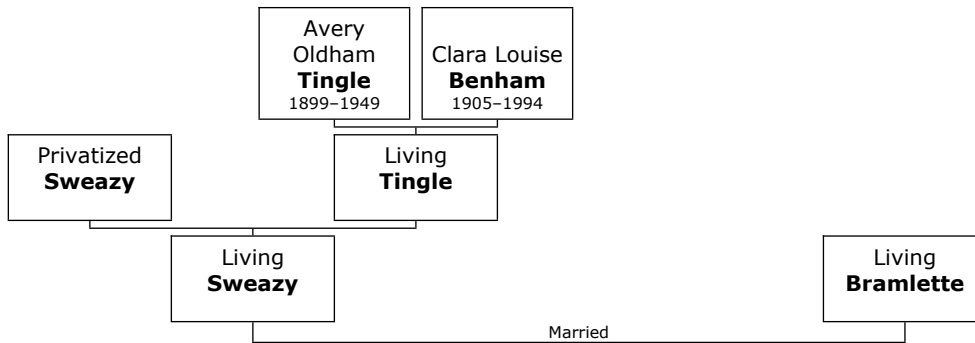 Avery
Oldham
Tingle
1899–1949
Clara Louise
Benham
1905–1994
Privatized
Sweazy
Living
Tingle
Living
Sweazy
Living
Bramlette
Married